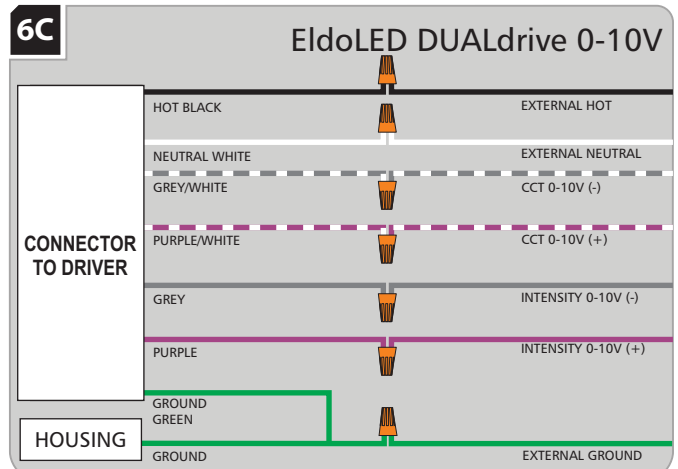 6C
EldoLED DUALdrive 0-10V
HOT BLACK
EXTERNAL HOT
NEUTRAL WHITE
EXTERNAL NEUTRAL
GREY/WHITE
CCT 0-10V (-)
PURPLE/WHITE
CCT 0-10V (+)
CONNECTOR
TO DRIVER
GREY
INTENSITY 0-10V (-)
PURPLE
INTENSITY 0-10V (+)
GROUND
GREEN
HOUSING
GROUND
EXTERNAL GROUND